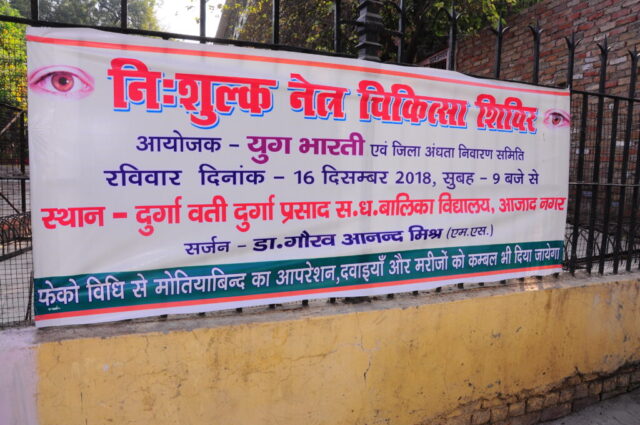 निःशुल्क नेत्र चिकित्सा शिविर
आयोजक - युग भारती एवं जिला अंधता निवारण समिति
रविवार दिनांक - 16 दिसम्बर 2018, सुबह - 9 बजे से
स्थान - दुर्गा वती दुर्गा प्रसाद स.ध.बालिका विद्यालय, आजाद नगर
सर्जन - डा.गौरव आनन्द मिश्र (एम.एस.)
फेको विधि से मोतियाबिन्द का आपरेशन,दवाइयाँ और मरीजों को कम्बल भी दिया जायेगा